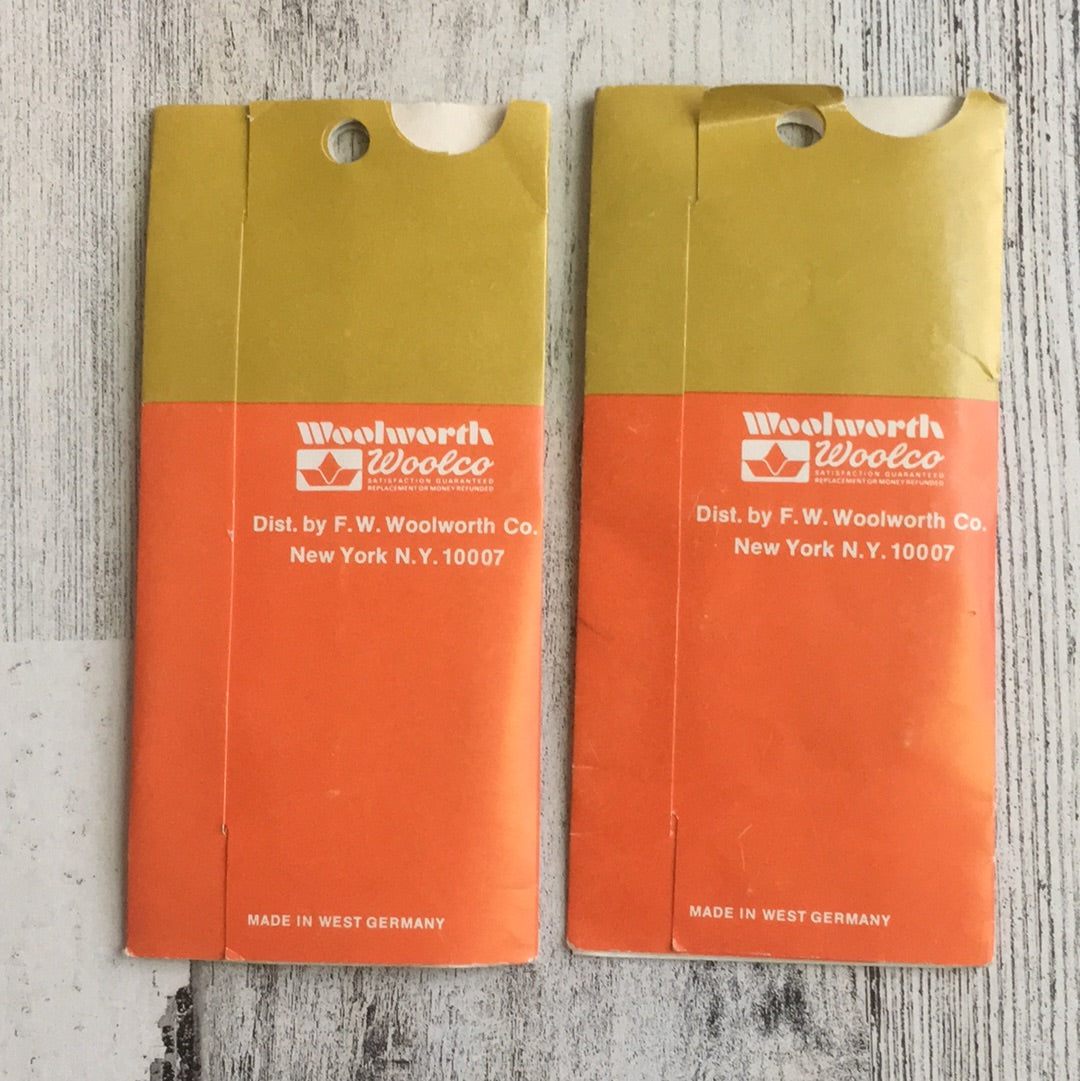 Woolworth
Woolco
SATISFACTION GUARANTEED
REPLACEMENT OR MONEY REFUNDED
Dist. by F.W. Woolworth Co.
New York N.Y. 10007
MADE IN WEST GERMANY
Woolworth
Woolco
SATISFACTION GUARANTEED
REPLACEMENT OR MONEY REFUNDED
Dist. by F.W. Woolworth Co.
New York N.Y. 10007
MADE IN WEST GERMANY